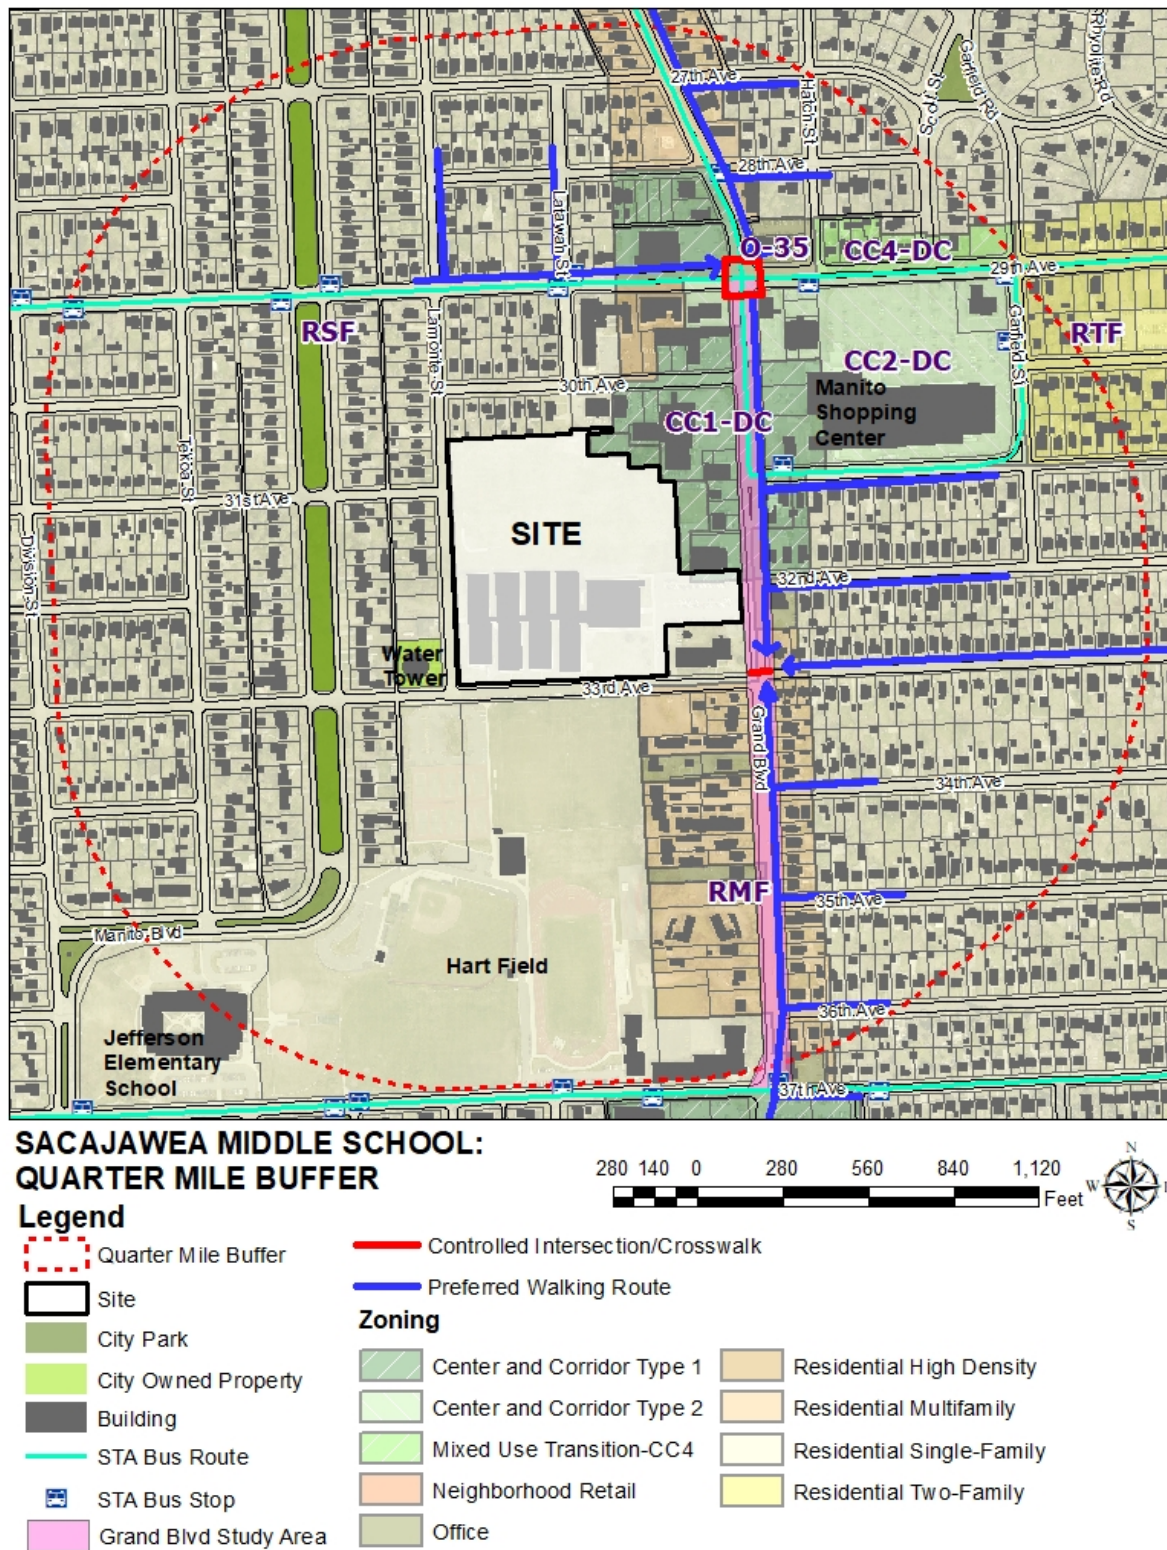 27th Ave
Hatch St
Scott St
Garfield Rd
Rhyolite Rd
28th Ave
Latawah St
O-35
CC4-DC
29th Ave
RSF
Lamonte St
CC2-DC
Garfield St
RTF
30th Ave
CC1-DC
Manito
Shopping
Center
Tekoa St
31st Ave
SITE
Division St
32nd Ave
Water
Tower
33rd Ave
Grand Blvd
34th Ave
RMF
35th Ave
Manito Blvd
Hart Field
36th Ave
Jefferson
Elementary
School
37th Ave
SACAJAWEA MIDDLE SCHOOL:
QUARTER MILE BUFFER
280 140 0 280 560 840 1,120
Feet
N
W
S
Legend
Quarter Mile Buffer
Site
City Park
City Owned Property
Building
STA Bus Route
STA Bus Stop
Grand Blvd Study Area
Controlled Intersection/Crosswalk
Preferred Walking Route
Zoning
Center and Corridor Type 1
Center and Corridor Type 2
Mixed Use Transition-CC4
Neighborhood Retail
Office
Residential High Density
Residential Multifamily
Residential Single-Family
Residential Two-Family